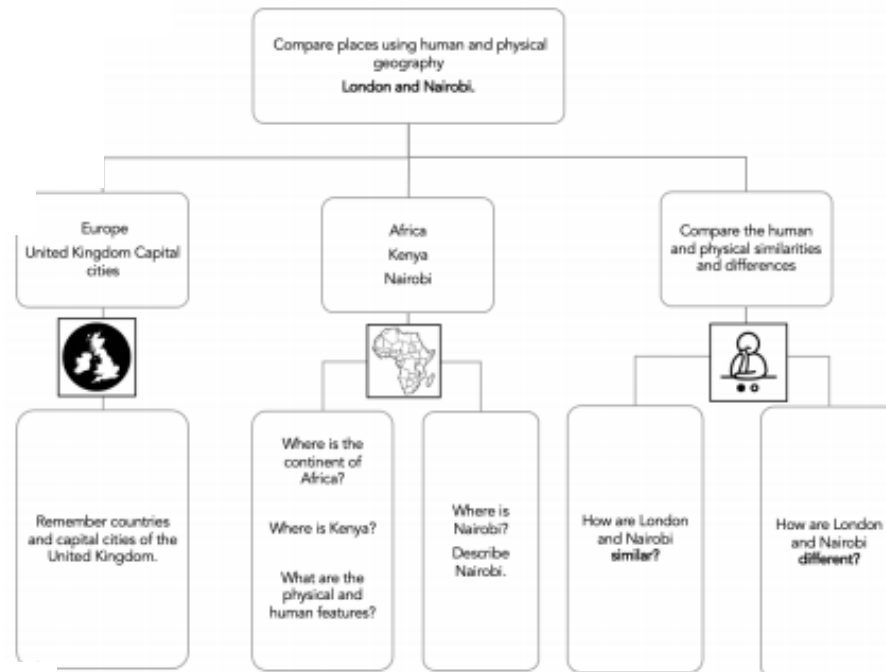 Compare places using human and physical
geography
London and Nairobi.
Europe
United Kingdom Capital
cities
Africa
Kenya
Nairobi
Compare the human
and physical similarities
and differences
Remember countries
and capital cities of the
United Kingdom.
Where is the
continent of
Africa?
Where is Kenya?
What are the
physical and
human features?
Where is
Nairobi?
Describe
Nairobi.
How are London
and Nairobi
similar?
How are London
and Nairobi
different?